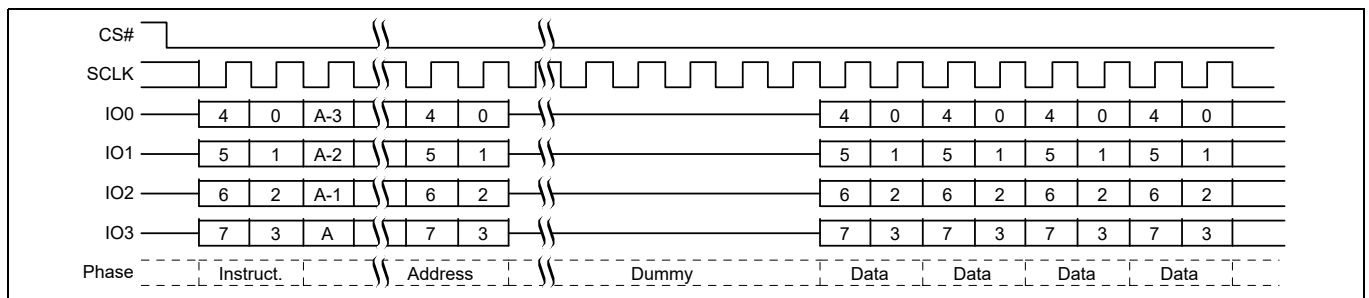 CS#
SCLK
IO0 4 0 A-3 4 0 4 0 4 0 4 0 4 0
IO1 5 1 A-2 5 1 5 1 5 1 5 1 5 1
IO2 6 2 A-1 6 2 6 2 6 2 6 2 6 2
IO3 7 3 A 7 3 7 3 7 3 7 3 7 3
Phase Instruct. Address Dummy Data Data Data Data